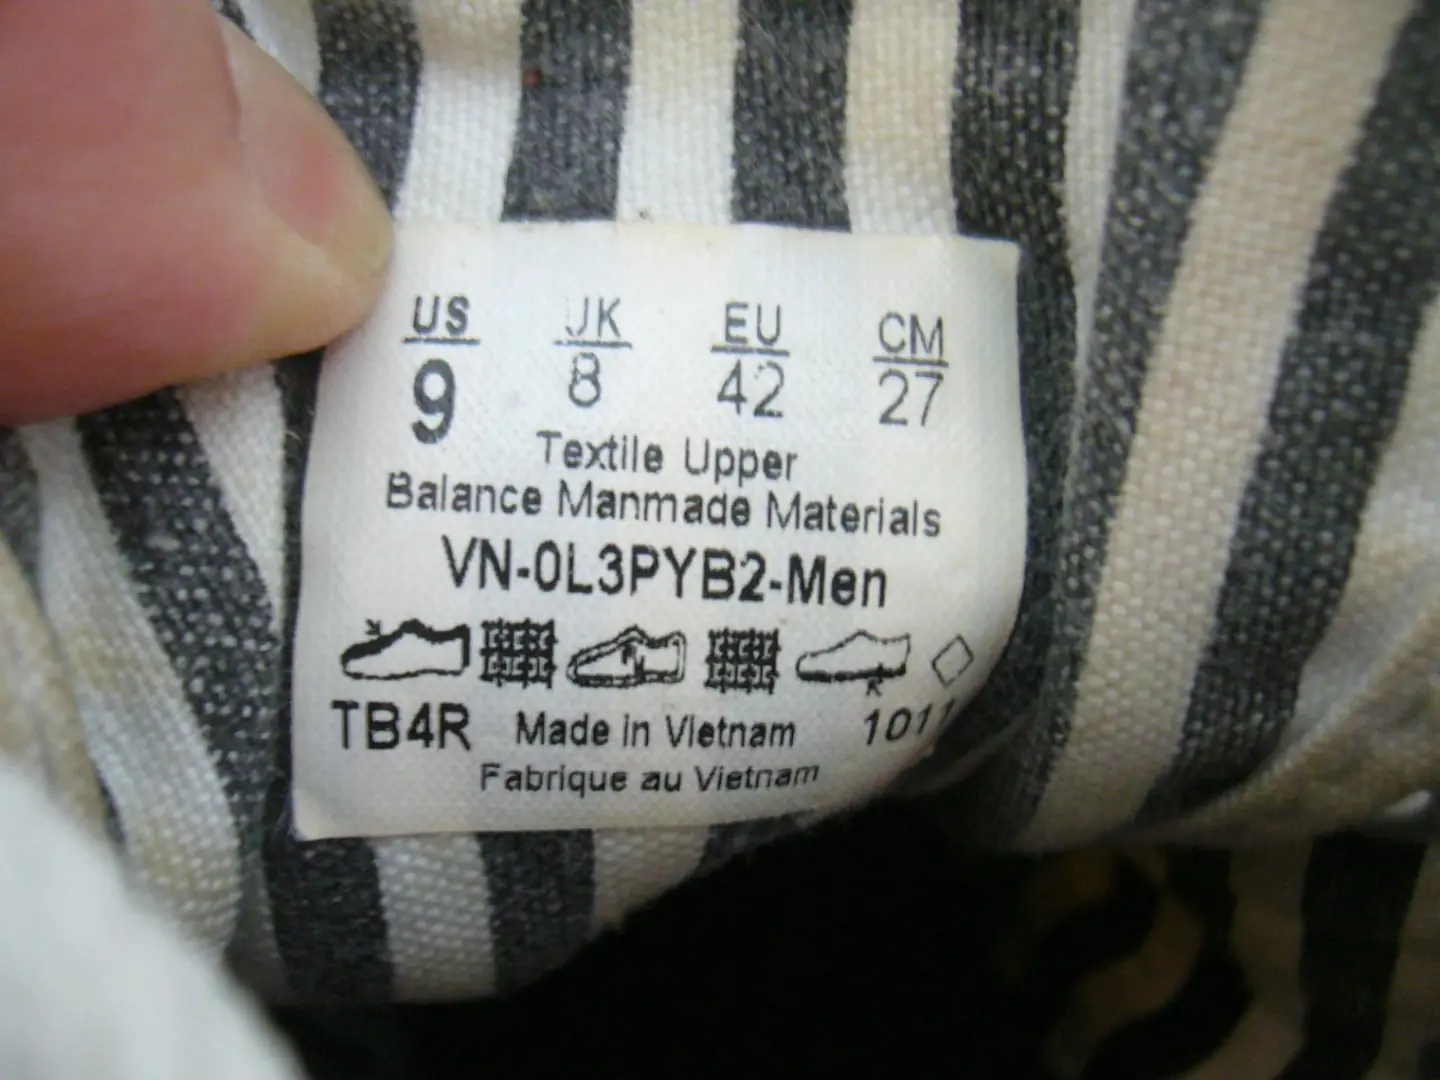 US UK EU CM
9 8 42 27
Textile Upper
Balance Manmade Materials
VN-0L3PYB2-Men
TB4R Made in Vietnam 1011
Fabrique au Vietnam